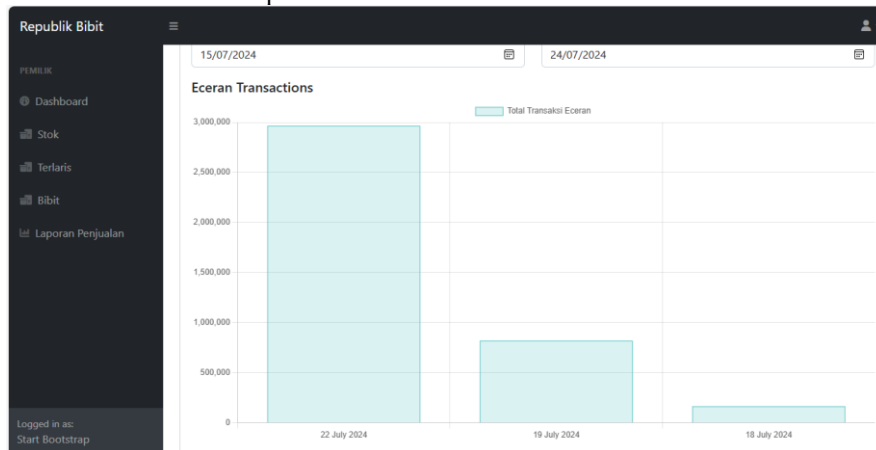 Republik Bibit
PEMILIK
Dashboard
Stok
Terlaris
Bibit
Laporan Penjualan
Logged in as:
Start Bootstrap
15/07/2024
24/07/2024
Eceran Transactions
Total Transaksi Eceran
3,000,000
2,500,000
2,000,000
1,500,000
1,000,000
500,000
0
22 July 2024
19 July 2024
18 July 2024